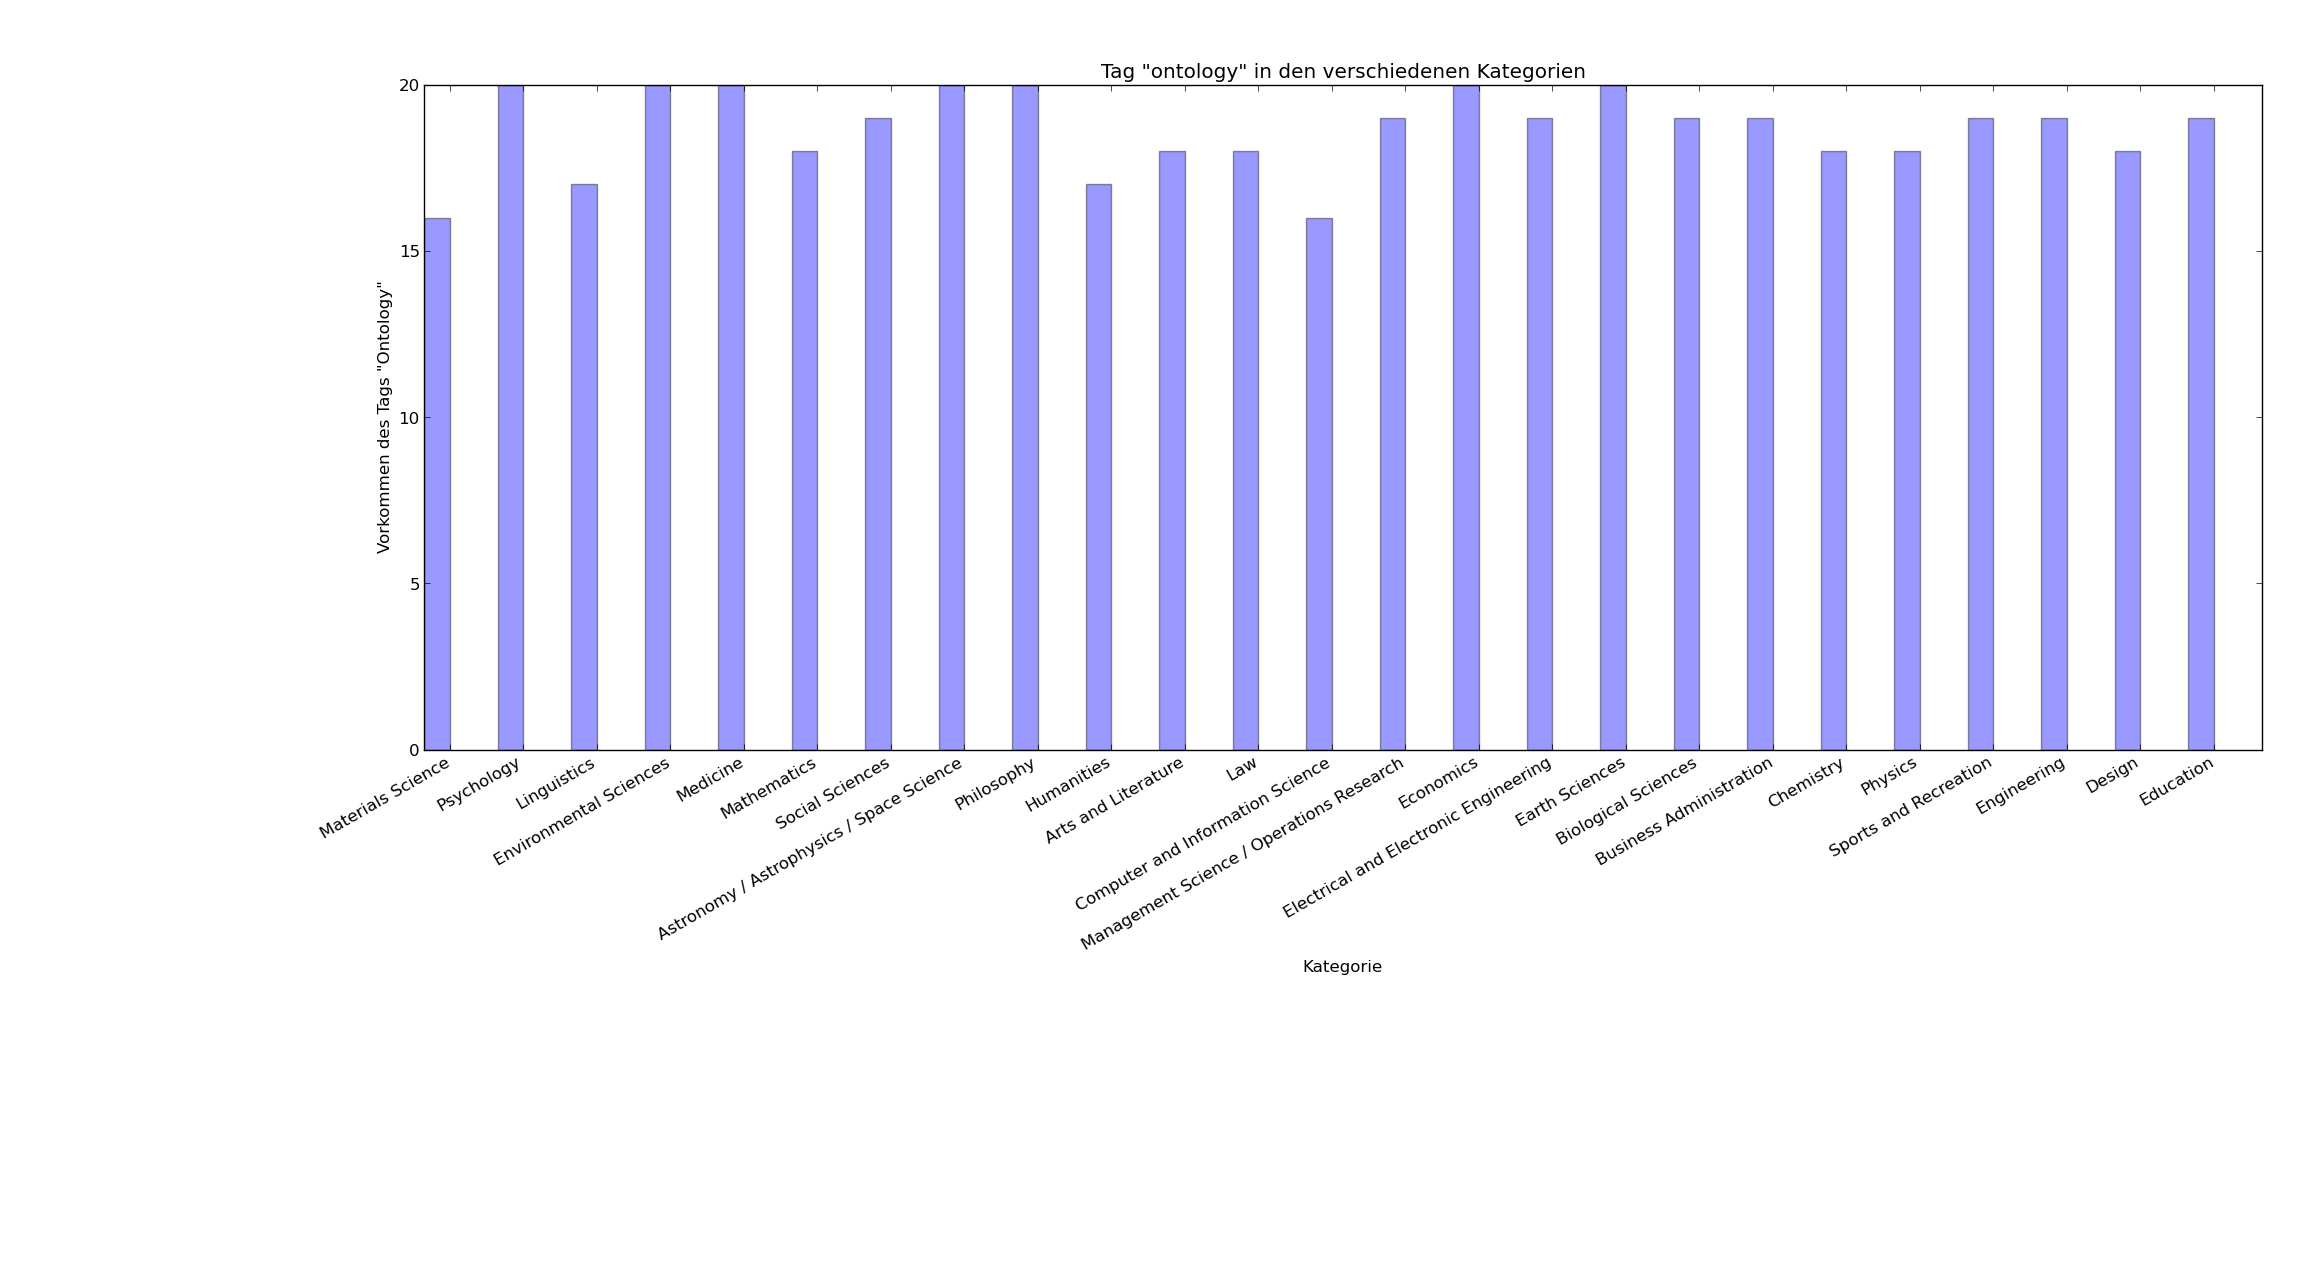 Tag "ontology" in den verschiedenen Kategorien
Vorkommen des Tags "Ontology"
20
15
10
5
0
Materials Science
Psychology
Linguistics
Environmental Sciences
Medicine
Mathematics
Social Sciences
Astronomy / Astrophysics / Space Science
Philosophy
Humanities
Arts and Literature
Law
Computer and Information Science
Management Science / Operations Research
Economics
Electrical and Electronic Engineering
Earth Sciences
Biological Sciences
Business Administration
Chemistry
Physics
Sports and Recreation
Engineering
Design
Education
Kategorie